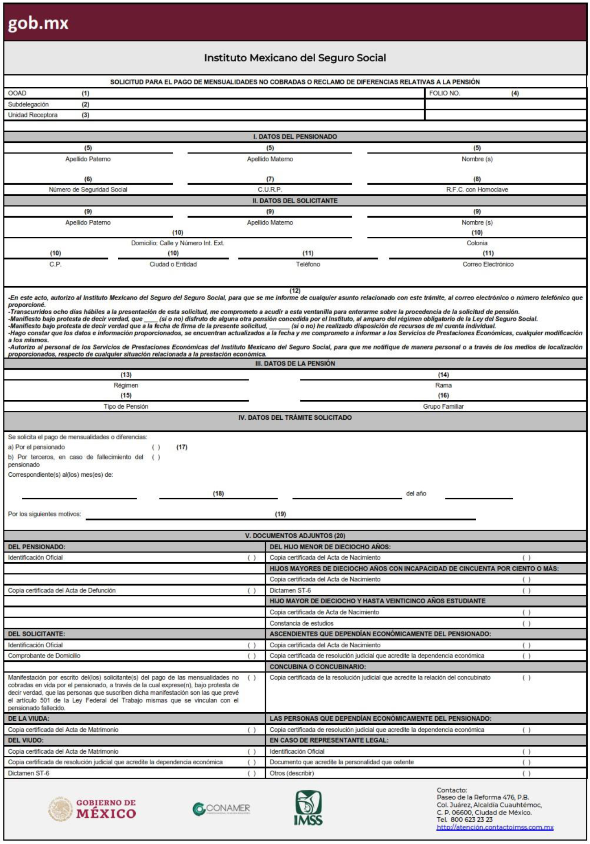 gob.mx
Instituto Mexicano del Seguro Social
SOLICITUD PARA EL PAGO DE MENSUALIDADES NO COBRADAS O RECLAMO DE DIFERENCIAS RELATIVAS A LA PENSIÓN
OOAD (1) FOLIO NO. (4)
Subdelegación (2)
Unidad Receptora (3)
I. DATOS DEL PENSIONADO
(5) (5) (5)
Apellido Paterno Apellido Materno Nombre (s)
(6) (7) (8)
Número de Seguridad Social C.U.R.P. R.F.C. con Homoclave
II. DATOS DEL SOLICITANTE
(9) (9) (9)
Apellido Paterno Apellido Materno Nombre (s)
(10) (10)
Domicilio: Calle y Número Int. Ext. Colonia
(10) (10) (11) (11)
C.P. Ciudad o Entidad Teléfono Correo Electrónico
(12)
-En este acto, autorizo al Instituto Mexicano del Seguro del Seguro Social, para que se me informe de cualquier asunto relacionado con este trámite, al correo electrónico o número telefónico que
proporcioné.
-Transcurridos ocho días hábiles a la presentación de esta solicitud, me comprometo a acudir a esta ventanilla para enterarme sobre la procedencia de la solicitud de pensión.
-Manifiesto bajo protesta de decir verdad, que ____ (si o no) disfruto de alguna otra pensión concedida por el Instituto, al amparo del régimen obligatorio de la Ley del Seguro Social.
-Manifiesto bajo protesta de decir verdad que a la fecha de firma de la presente solicitud, ______ (si o no) he realizado disposición de recursos de mi cuenta individual.
-Hago constar que los datos e información proporcionados, se encuentran actualizados a la fecha y me comprometo a informar a los Servicios de Prestaciones Económicas, cualquier modificación
a los mismos.
-Autorizo al personal de los Servicios de Prestaciones Económicas del Instituto Mexicano del Seguro Social, para que me notifique de manera personal o a través de los medios de localización
proporcionados, respecto de cualquier situación relacionada a la prestación económica.
III. DATOS DE LA PENSIÓN
(13) (14)
Régimen Rama
(15) (16)
Tipo de Pensión Grupo Familiar
IV. DATOS DEL TRÁMITE SOLICITADO
Se solicita el pago de mensualidades o diferencias:
a) Por el pensionado ( ) (17)
b) Por terceros, en caso de fallecimiento del ( )
pensionado
Correspondiente(s) al(los) mes(es) de:
(18) del año
Por los siguientes motivos: (19)
V. DOCUMENTOS ADJUNTOS (20)
DEL PENSIONADO: DEL HIJO MENOR DE DIECIOCHO AÑOS:
Identificación Oficial ( ) Copia certificada del Acta de Nacimiento ( )
HIJOS MAYORES DE DIECIOCHO AÑOS CON INCAPACIDAD DE CINCUENTA POR CIENTO O MÁS:
Copia certificada del Acta de Nacimiento ( )
Copia certificada del Acta de Defunción ( ) Dictamen ST-6 ( )
HIJO MAYOR DE DIECIOCHO Y HASTA VEINTICINCO AÑOS ESTUDIANTE
Copia certificada de Acta de Nacimiento ( )
Constancia de estudios ( )
DEL SOLICITANTE: ASCENDIENTES QUE DEPENDÍAN ECONÓMICAMENTE DEL PENSIONADO:
Identificación Oficial ( ) Copia certificada del Acta de Nacimiento ( )
Comprobante de Domicilio ( ) Copia certificada de resolución judicial que acredite la dependencia económica ( )
CONCUBINA O CONCUBINARIO:
Manifestación por escrito del(los) solicitante(s) del pago de las mensualidades no ( ) Copia certificada de la resolución judicial que acredite la relación del concubinato ( )
cobradas en vida por el pensionado, a través de la cual exprese(n), bajo protesta de
decir verdad, que las personas que suscriben dicha manifestación son las que prevé
el artículo 501 de la Ley Federal del Trabajo mismas que se vinculan con el
pensionado fallecido.
DE LA VIUDA: LAS PERSONAS QUE DEPENDÍAN ECONÓMICAMENTE DEL PENSIONADO:
Copia certificada del Acta de Matrimonio ( ) Copia certificada de resolución judicial que acredite la dependencia económica ( )
DEL VIUDO: EN CASO DE REPRESENTANTE LEGAL:
Copia certificada del Acta de Matrimonio ( ) Identificación Oficial ( )
Copia certificada de resolución judicial que acredite la dependencia económica ( ) Documento que acredite la personalidad que ostente ( )
Dictamen ST-6 ( ) Otros (describir) ( )
GOBIERNO DE
MÉXICO
CONAMER
IMSS
Contacto:
Paseo de la Reforma 476, P.B.
Col. Juárez, Alcaldía Cuauhtémoc,
C. P. 06600, Ciudad de México.
Tel. 800 623 23 23
http://atención.contactoimss.com.mx